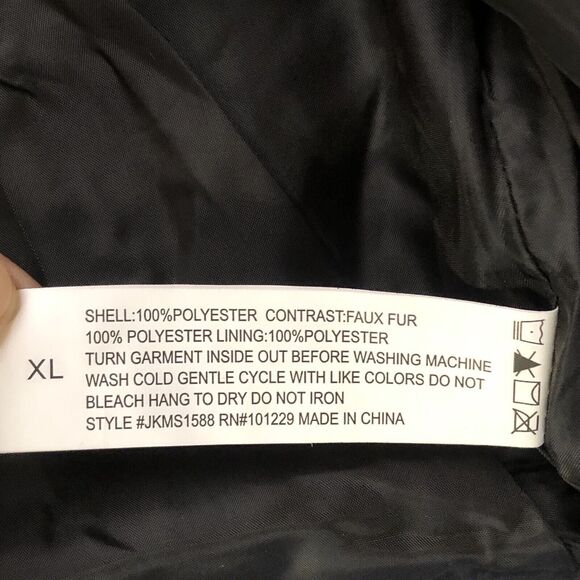 XL
SHELL:100%POLYESTER CONTRAST:FAUX FUR
100% POLYESTER LINING:100%POLYESTER
TURN GARMENT INSIDE OUT BEFORE WASHING MACHINE
WASH COLD GENTLE CYCLE WITH LIKE COLORS DO NOT
BLEACH HANG TO DRY DO NOT IRON
STYLE #JKMS1588 RN#101229 MADE IN CHINA